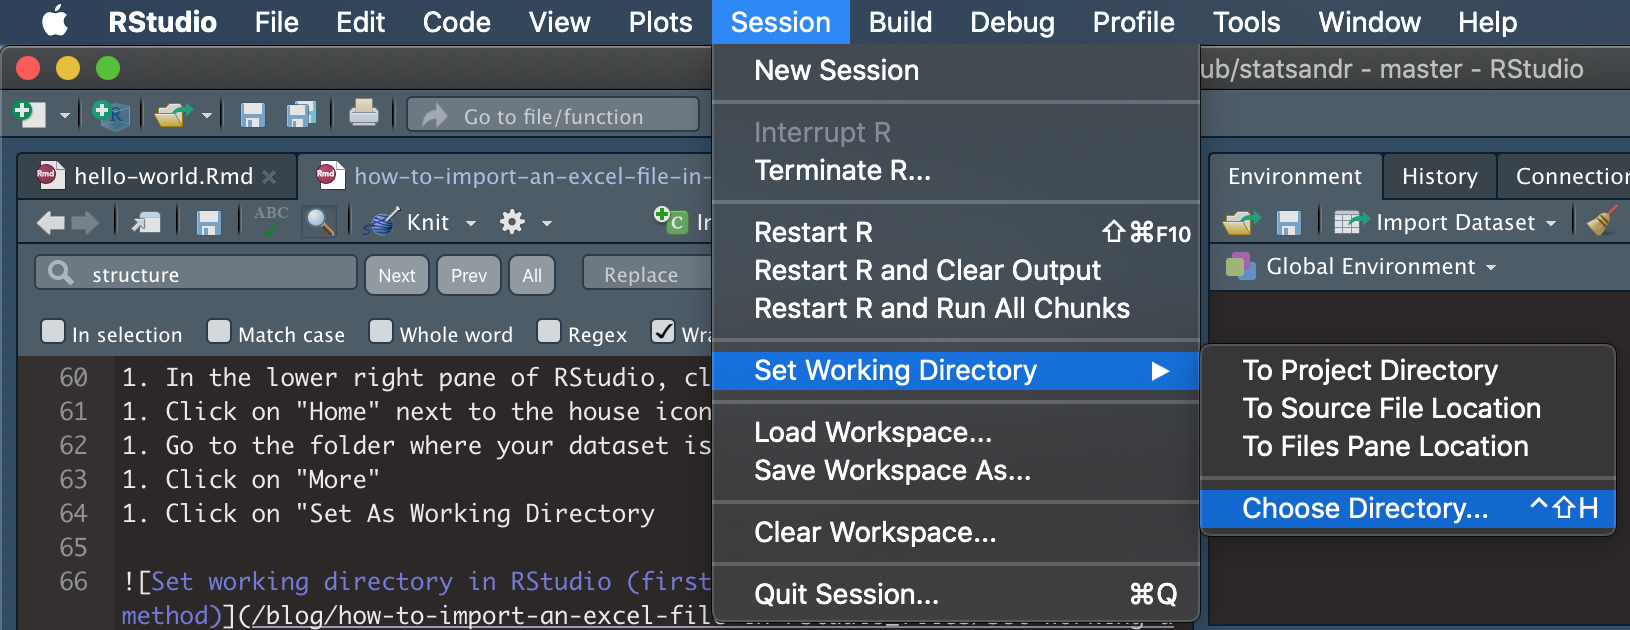 RStudio File Edit Code View Plots Session Build Debug Profile Tools Window Help
ub/statsandr - master - RStudio
Go to file/function
hello-world.Rmd
how-to-import-an-excel-file-in-
ABC
Knit
Next Prev All
structure
Replace
In selection Match case Whole word Regex
60 1. In the lower right pane of RStudio, cl
61 1. Click on "Home" next to the house icon
62 1. Go to the folder where your dataset is
63 1. Click on "More"
64 1. Click on "Set As Working Directory
65
66 ![Set working directory in RStudio (first
method)](/blog/how-to-import-an-excel-fil
New Session
Interrupt R
Terminate R...
Restart R ⇧⌘F10
Restart R and Clear Output
Restart R and Run All Chunks
Set Working Directory ▶
Load Workspace...
Save Workspace As...
Clear Workspace...
Quit Session... ⌘Q
To Project Directory
To Source File Location
To Files Pane Location
Choose Directory... ^⇧H
Environment History Connection
Import Dataset
Global Environment